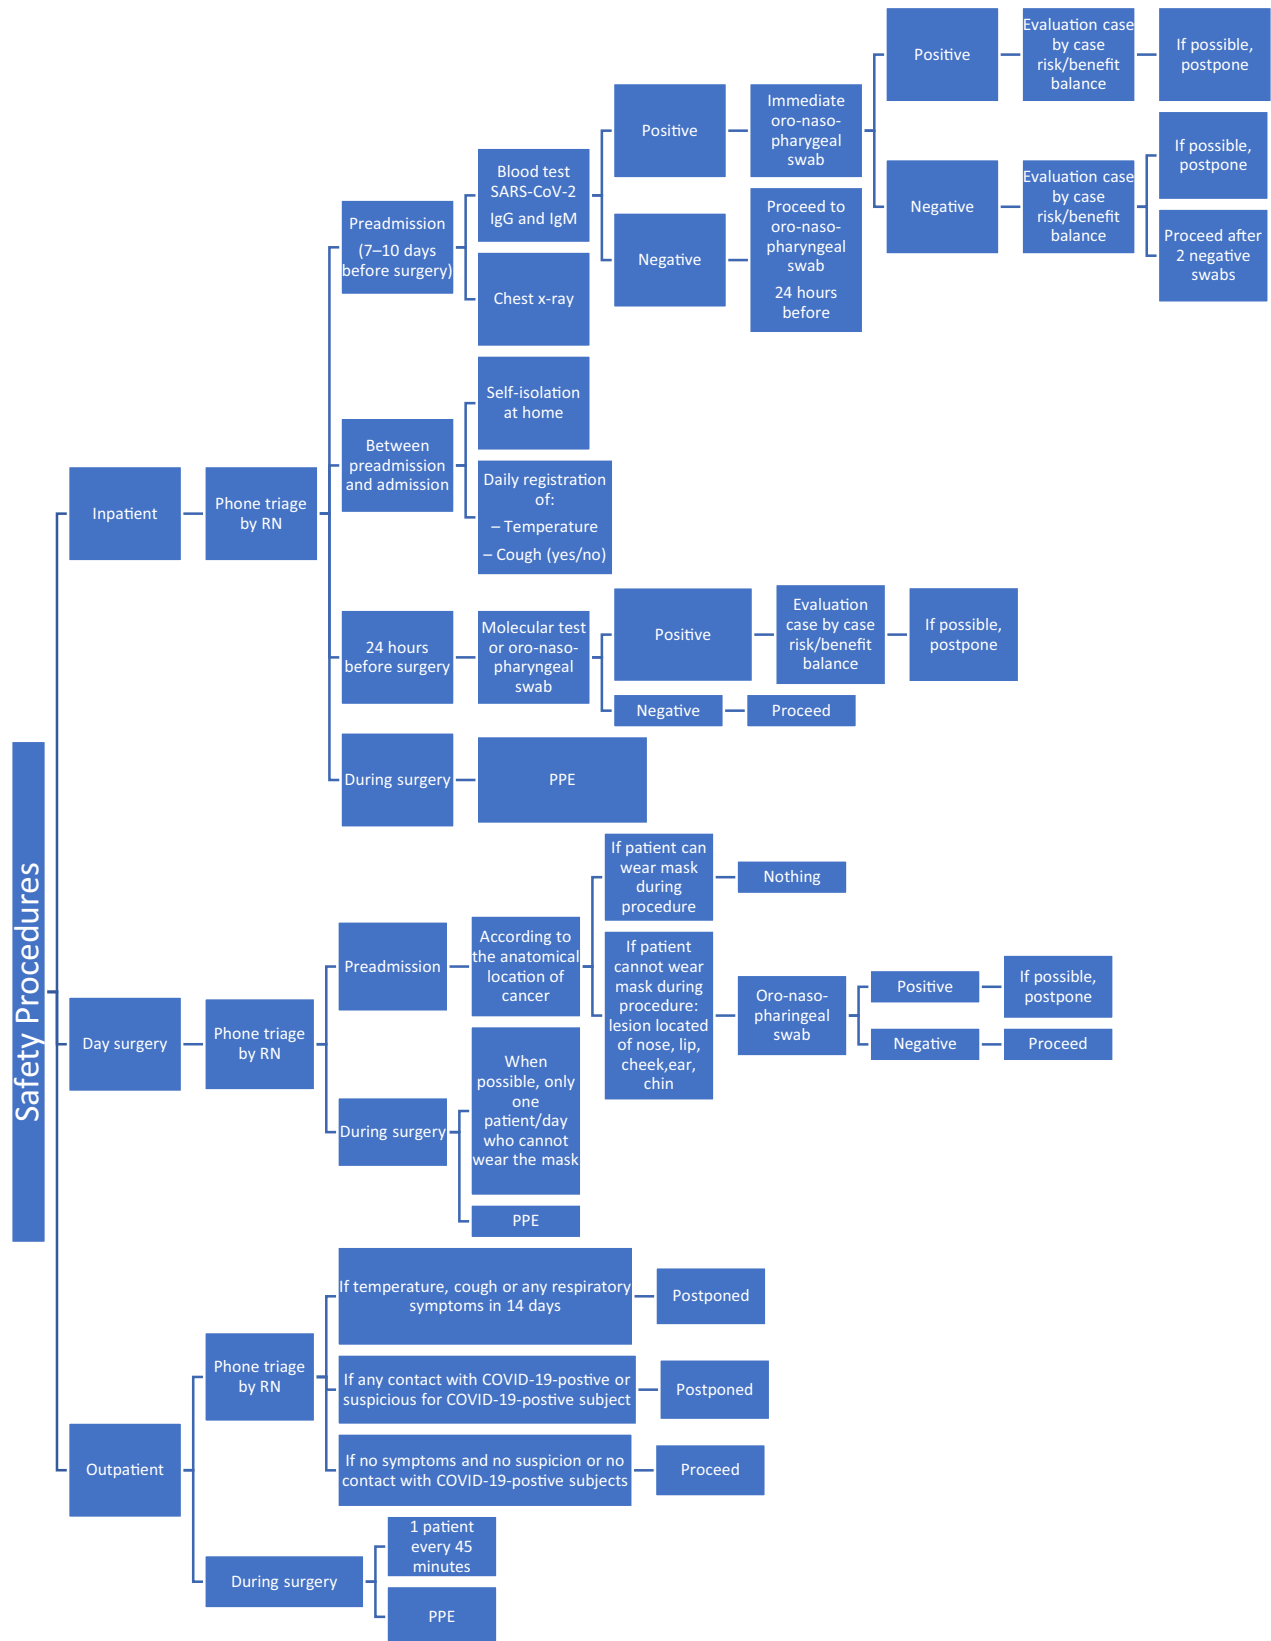 Safety Procedures
Inpatient
Phone triage
by RN
Preadmission
(7–10 days
before surgery)
Blood test
SARS-CoV-2
IgG and IgM
Positive
Immediate
oro-naso-
pharygeal
swab
Positive
Evaluation case
by case
risk/benefit
balance
If possible,
postpone
Negative
Evaluation case
by case
risk/benefit
balance
If possible,
postpone
Proceed after
2 negative
swabs
Negative
Proceed to
oro-naso-
pharyngeal
swab
24 hours
before
Chest x-ray
Between
preadmission
and admission
Self-isolation
at home
Daily registration
of:
– Temperature
– Cough (yes/no)
24 hours
before surgery
Molecular test
or oro-naso-
pharyngeal
swab
Positive
Evaluation
case by case
risk/benefit
balance
If possible,
postpone
Negative
Proceed
During surgery
PPE
Day surgery
Phone triage
by RN
Preadmission
According to
the anatomical
location of
cancer
If patient can
wear mask
during
procedure
Nothing
If patient
cannot wear
mask during
procedure:
lesion located
of nose, lip,
cheek,ear,
chin
Oro-naso-
pharingeal
swab
Positive
If possible,
postpone
Negative
Proceed
During surgery
When
possible, only
one
patient/day
who cannot
wear the mask
PPE
Outpatient
Phone triage
by RN
If temperature, cough or any respiratory
symptoms in 14 days
Postponed
If any contact with COVID-19-postive or
suspicious for COVID-19-postive subject
Postponed
If no symptoms and no suspicion or no
contact with COVID-19-postive subjects
Proceed
During surgery
1 patient
every 45
minutes
PPE